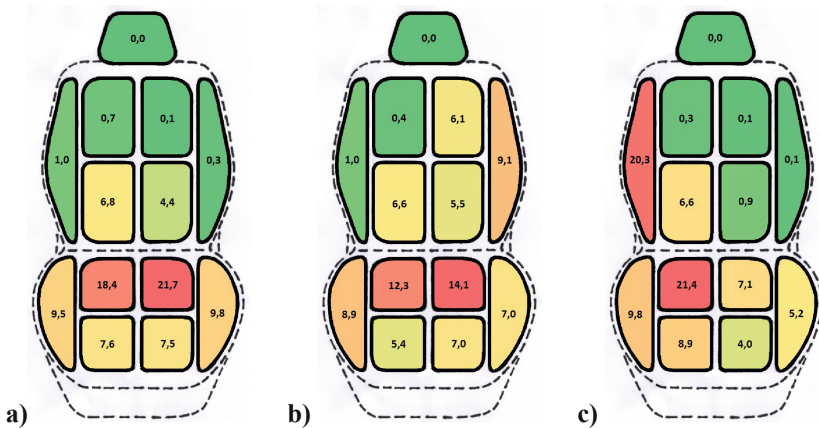 0,0 0,0 0,0
0,7 0,1 0,4 6,1 0,3 0,1
1,0 0,3 1,0 9,1 20,3 0,1
6,8 4,4 6,6 5,5 6,6 0,9
18,4 21,7 12,3 14,1 21,4 7,1
9,5 9,8 8,9 7,0 9,8 5,2
7,6 7,5 5,4 7,0 8,9 4,0
a) b) c)